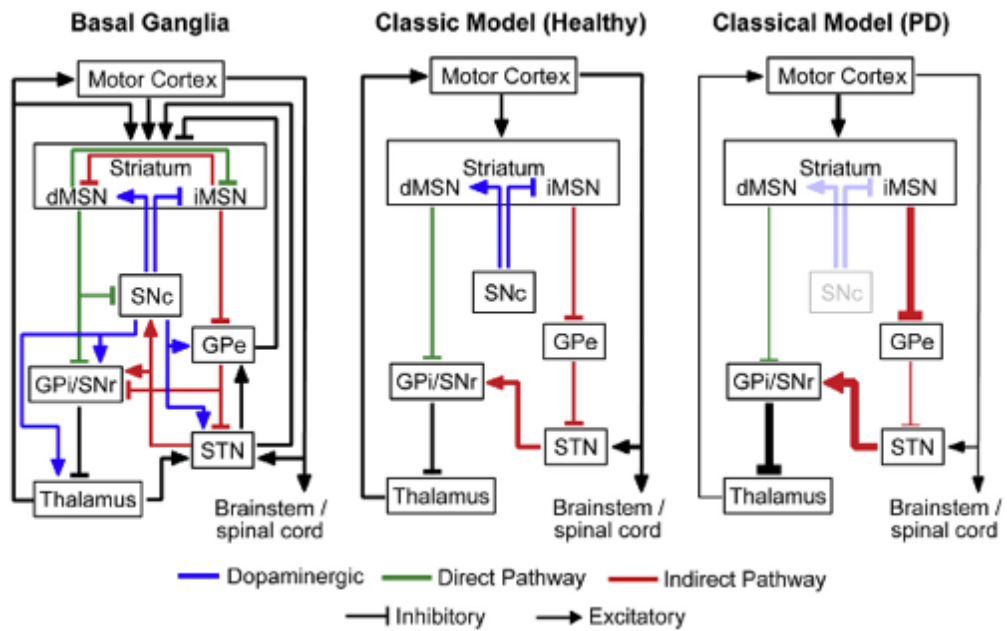 Basal Ganglia
Motor Cortex
Striatum
dMSN
iMSN
SNc
GPe
GPi/SNr
STN
Thalamus
Brainstem /
spinal cord
Classic Model (Healthy)
Motor Cortex
Striatum
dMSN
iMSN
SNc
GPe
GPi/SNr
STN
Thalamus
Brainstem /
spinal cord
Classical Model (PD)
Motor Cortex
Striatum
dMSN
iMSN
SNc
GPe
GPi/SNr
STN
Thalamus
Brainstem /
spinal cord
Dopaminergic
Direct Pathway
Indirect Pathway
Inhibitory
Excitatory